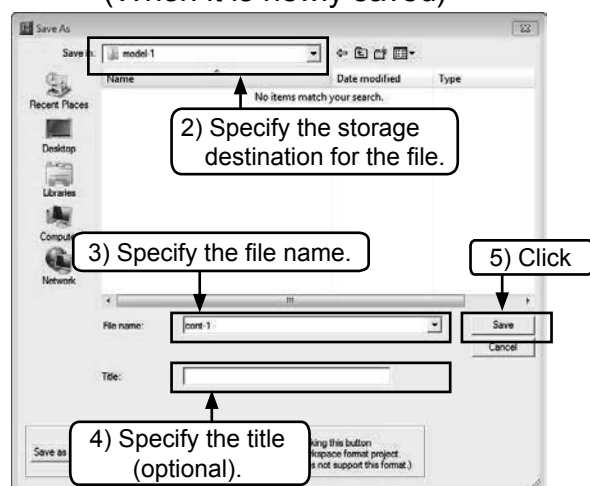 (When it is newly saved)
Save As
Save in: model-1
Name Date modified Type
No items match your search.
Recent Places
2) Specify the storage
destination for the file.
Desktop
Libraries
Computer
3) Specify the file name.
5) Click
Network
File name: cont-1 Save
Cancel
Title:
4) Specify the title
(optional).
Save as
king this button
kspace format project.
s not support this format.)